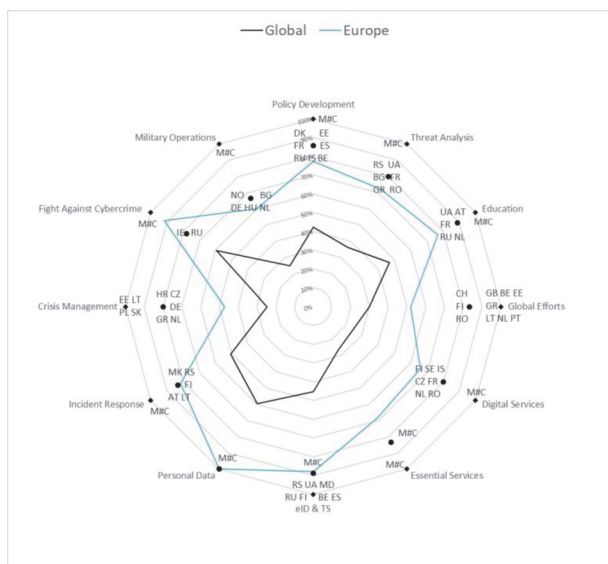 Global Europe
Policy Development
100% M#C
90%
DK EE
FR ES
RU IS BE
80%
70%
60%
50%
40%
30%
20%
10%
0%
Threat Analysis
M#C
RS UA
BG FR
GR RO
Education
M#C
UA AT
FR
RU NL
Global Efforts
GB BE EE
GR
LT NL PT
CH
FI
RO
Digital Services
M#C
FI SE IS
CZ FR
NL RO
Essential Services
M#C
M#C
eID & TS
M#C
RS UA MD
RU FI BE ES
Personal Data
M#C
Incident Response
M#C
MK RS
FI
AT LT
Crisis Management
EE LT
PL SK
HR CZ
DE
GR NL
Fight Against Cybercrime
M#C
IE RU
Military Operations
M#C
NO BG
DE HU NL